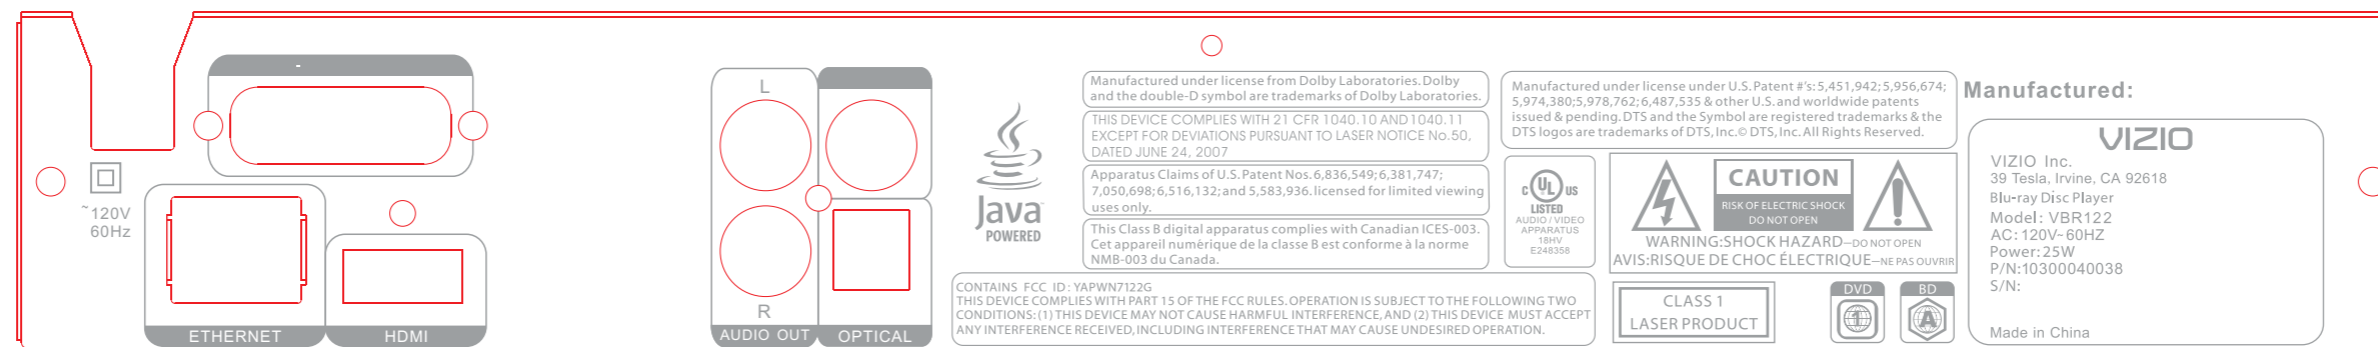 ~120V
60Hz
ETHERNET
HDMI
L
R
AUDIO OUT
OPTICAL
Java™
POWERED
Manufactured under license from Dolby Laboratories. Dolby
and the double-D symbol are trademarks of Dolby Laboratories.
THIS DEVICE COMPLIES WITH 21 CFR 1040.10 AND 1040.11
EXCEPT FOR DEVIATIONS PURSUANT TO LASER NOTICE No.50,
DATED JUNE 24, 2007
Apparatus Claims of U.S. Patent Nos. 6,836,549; 6,381,747;
7,050,698; 6,516,132; and 5,583,936. licensed for limited viewing
uses only.
This Class B digital apparatus complies with Canadian ICES-003.
Cet appareil numérique de la classe B est conforme à la norme
NMB-003 du Canada.
CONTAINS FCC ID: YAPWN7122G
THIS DEVICE COMPLIES WITH PART 15 OF THE FCC RULES. OPERATION IS SUBJECT TO THE FOLLOWING TWO
CONDITIONS: (1) THIS DEVICE MAY NOT CAUSE HARMFUL INTERFERENCE, AND (2) THIS DEVICE MUST ACCEPT
ANY INTERFERENCE RECEIVED, INCLUDING INTERFERENCE THAT MAY CAUSE UNDESIRED OPERATION.
Manufactured under license under U.S. Patent #'s: 5,451,942; 5,956,674;
5,974,380; 5,978,762; 6,487,535 & other U.S. and worldwide patents
issued & pending. DTS and the Symbol are registered trademarks & the
DTS logos are trademarks of DTS, Inc. © DTS, Inc. All Rights Reserved.
C UL US
LISTED
AUDIO / VIDEO
APPARATUS
18HV
E248358
CAUTION
RISK OF ELECTRIC SHOCK
DO NOT OPEN
WARNING:SHOCK HAZARD–DO NOT OPEN
AVIS:RISQUE DE CHOC ÉLECTRIQUE–NE PAS OUVRIR
CLASS 1
LASER PRODUCT
DVD
1
BD
A
Manufactured:
VIZIO
VIZIO Inc.
39 Tesla, Irvine, CA 92618
Blu-ray Disc Player
Model: VBR122
AC: 120V~60HZ
Power: 25W
P/N:10300040038
S/N:
Made in China